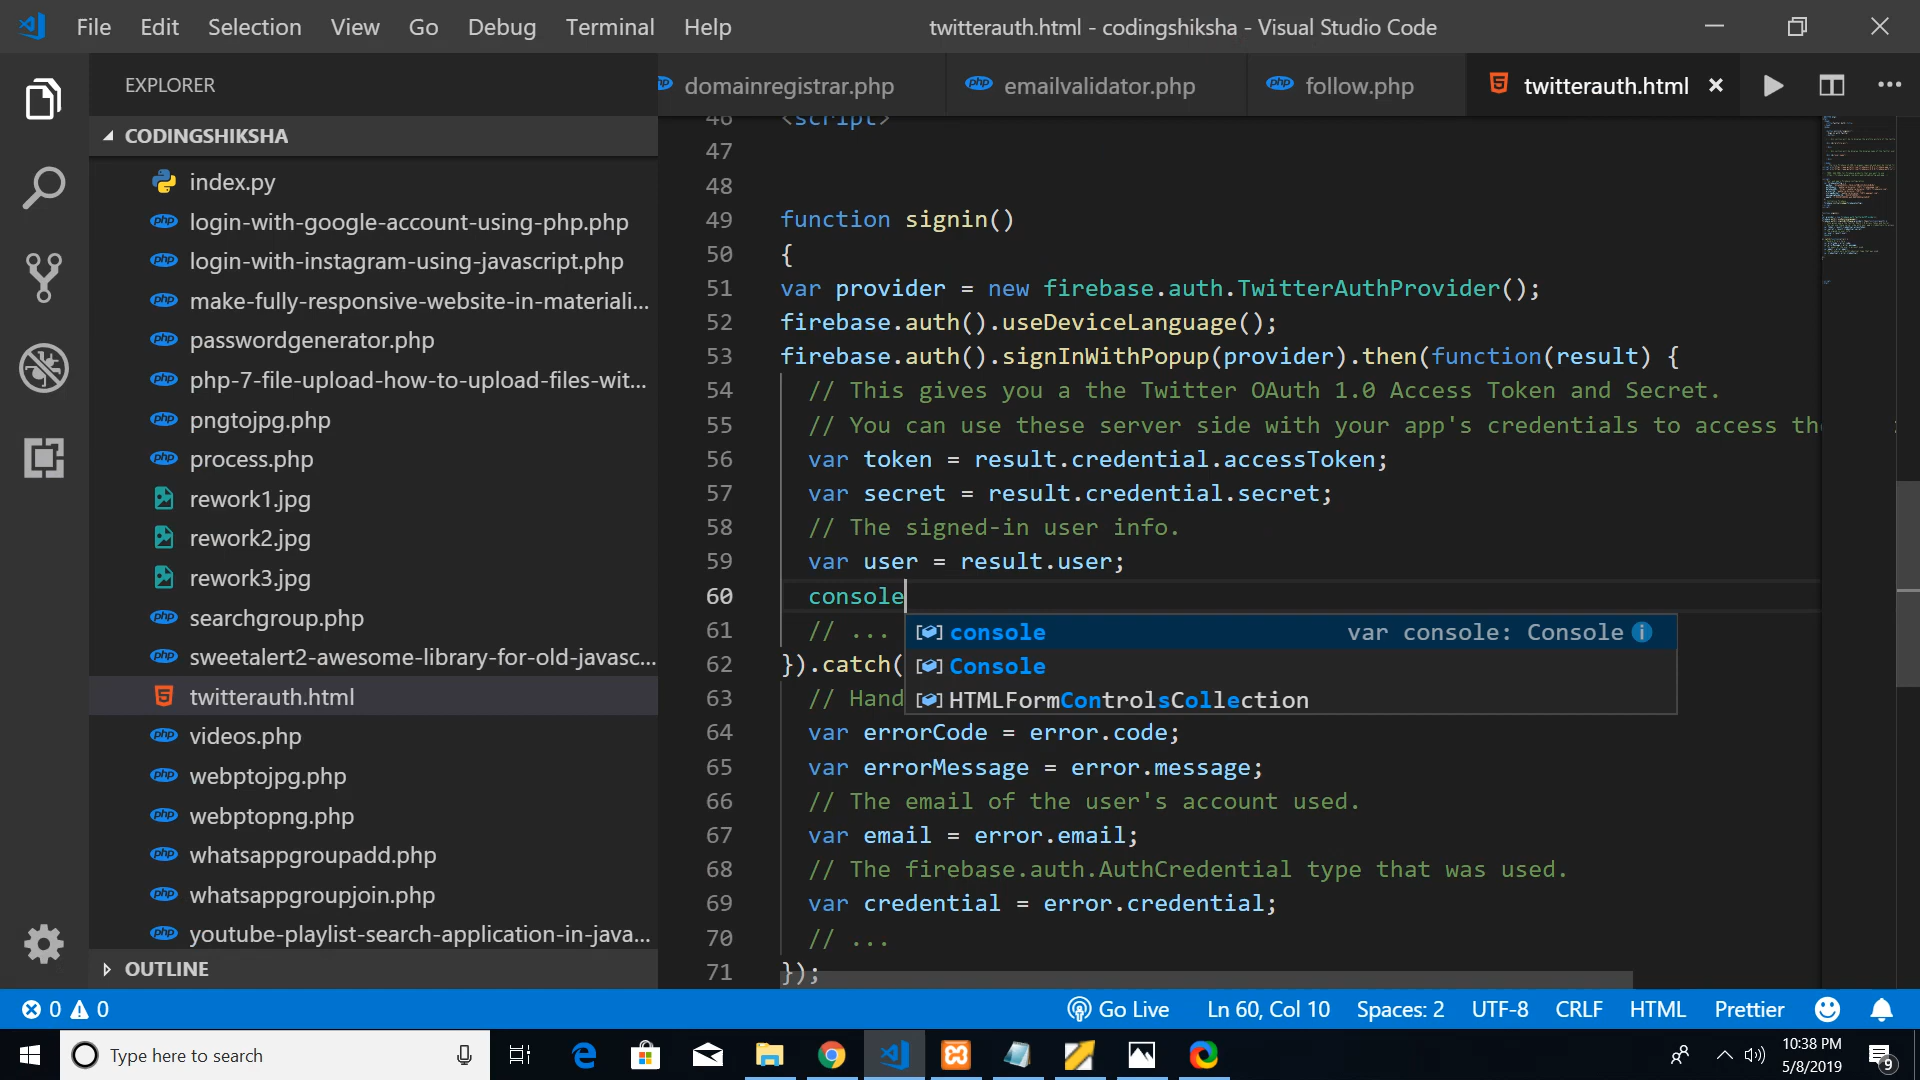 File Edit Selection View Go Debug Terminal Help
twitterauth.html - codingshiksha - Visual Studio Code
EXPLORER
domainregistrar.php
emailvalidator.php
follow.php
twitterauth.html
CODINGSHIKSHA
index.py
login-with-google-account-using-php.php
login-with-instagram-using-javascript.php
make-fully-responsive-website-in-materiali...
passwordgenerator.php
php-7-file-upload-how-to-upload-files-wit...
pngtojpg.php
process.php
rework1.jpg
rework2.jpg
rework3.jpg
searchgroup.php
sweetalert2-awesome-library-for-old-javasc...
twitterauth.html
videos.php
webptojpg.php
webptopng.php
whatsappgroupadd.php
whatsappgroupjoin.php
youtube-playlist-search-application-in-java...
OUTLINE
46 <script>
47
48
49 function signin()
50 {
51 var provider = new firebase.auth.TwitterAuthProvider();
52 firebase.auth().useDeviceLanguage();
53 firebase.auth().signInWithPopup(provider).then(function(result) {
54 // This gives you a the Twitter OAuth 1.0 Access Token and Secret.
55 // You can use these server side with your app's credentials to access th
56 var token = result.credential.accessToken;
57 var secret = result.credential.secret;
58 // The signed-in user info.
59 var user = result.user;
60 console
61 // ...
62 }).catch(
63 // Hand
64 var errorCode = error.code;
65 var errorMessage = error.message;
66 // The email of the user's account used.
67 var email = error.email;
68 // The firebase.auth.AuthCredential type that was used.
69 var credential = error.credential;
70 // ...
71 });
console var console: Console
Console
HTMLFormControlsCollection
0 0
Go Live Ln 60, Col 10 Spaces: 2 UTF-8 CRLF HTML Prettier
Type here to search
10:38 PM
5/8/2019
9